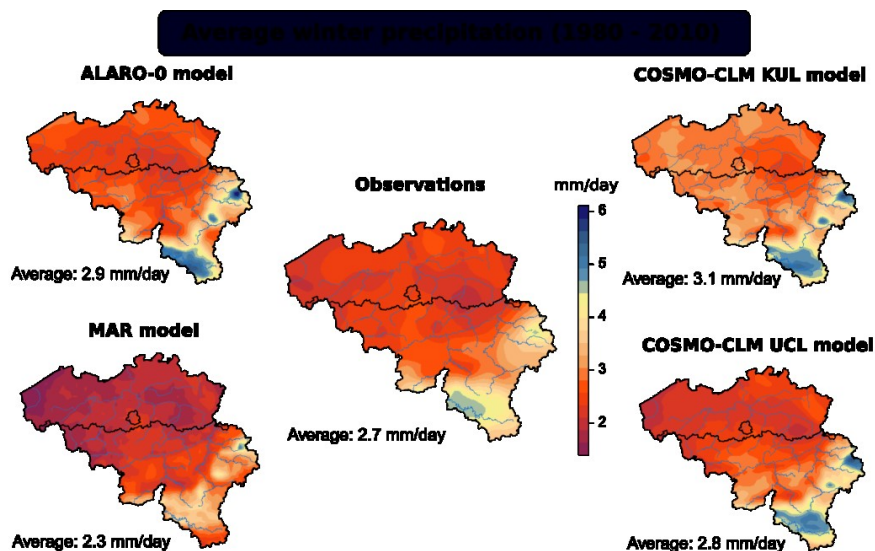 Average winter precipitation (1980 - 2010)
ALARO-0 model
COSMO-CLM KUL model
Observations
mm/day
6
5
4
3
2
Average: 2.9 mm/day
Average: 3.1 mm/day
MAR model
COSMO-CLM UCL model
Average: 2.7 mm/day
Average: 2.3 mm/day
Average: 2.8 mm/day